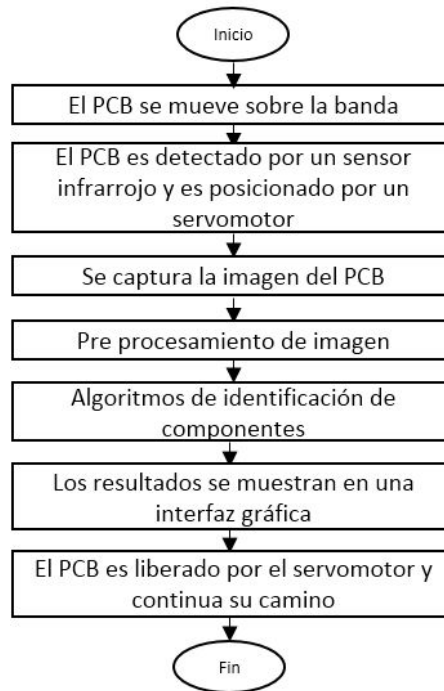 Inicio
El PCB se mueve sobre la banda
El PCB es detectado por un sensor
infrarrojo y es posicionado por un
servomotor
Se captura la imagen del PCB
Pre procesamiento de imagen
Algoritmos de identificación de
componentes
Los resultados se muestran en una
interfaz gráfica
El PCB es liberado por el servomotor y
continua su camino
Fin